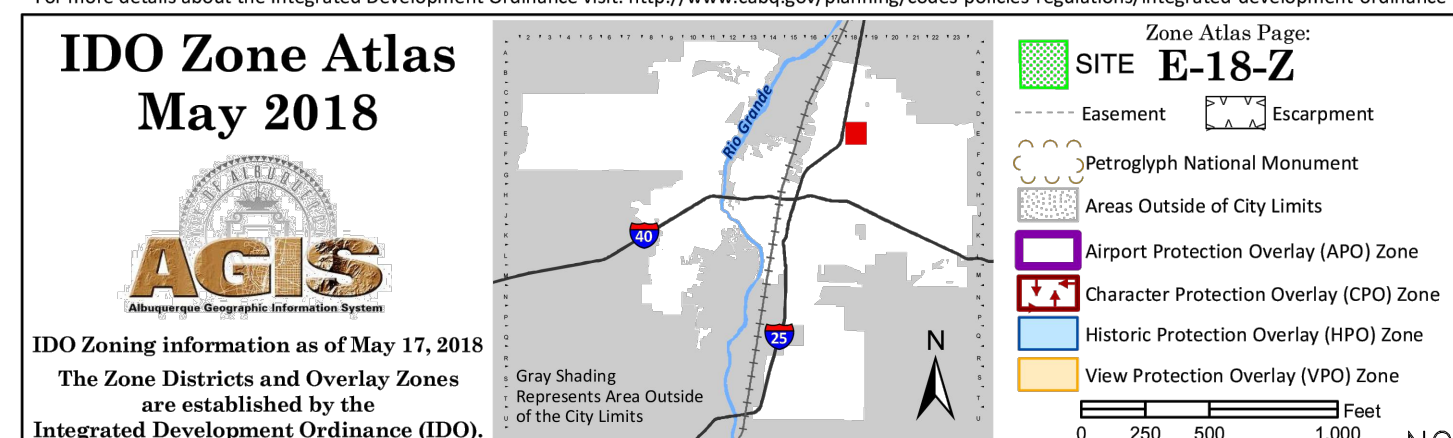 For more details about the Integrated Development Ordinance visit: http://www.cabq.gov/planning/codes-policies-regulations/integrated-development-ordinance
IDO Zone Atlas
May 2018
AGIS
Albuquerque Geographic Information System
IDO Zoning information as of May 17, 2018
The Zone Districts and Overlay Zones
are established by the
Integrated Development Ordinance (IDO).
Rio Grande
40
25
Gray Shading
Represents Area Outside
of the City Limits
N
Zone Atlas Page:
SITE E-18-Z
Easement Escarpment
Petroglyph National Monument
Areas Outside of City Limits
Airport Protection Overlay (APO) Zone
Character Protection Overlay (CPO) Zone
Historic Protection Overlay (HPO) Zone
View Protection Overlay (VPO) Zone
Feet
0 250 500 1,000